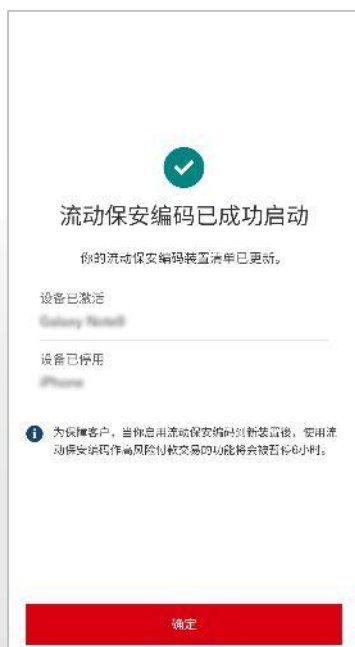 流动保安编码已成功启动
你的流动保安编码装置清单已更新。
设备已激活
Galaxy Note9
设备已停用
iPhone
为保障客户，当你启用流动保安编码到新装置後，使用流
动保安编码作高风险付款交易的功能将会被暂停6小时。
确定